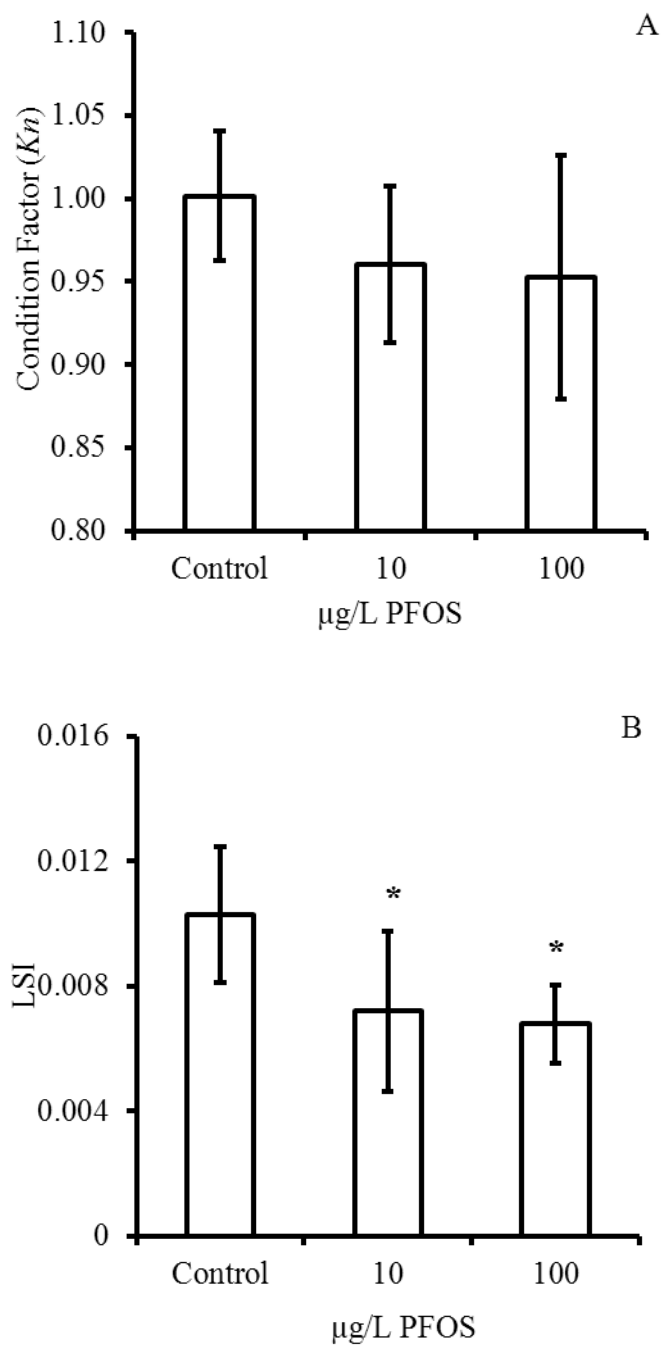 A
Condition Factor (Kn)
1.10
1.05
1.00
0.95
0.90
0.85
0.80
Control 10 100
µg/L PFOS
B
LSI
0.016
0.012
0.008
0.004
0
*
*
Control 10 100
µg/L PFOS